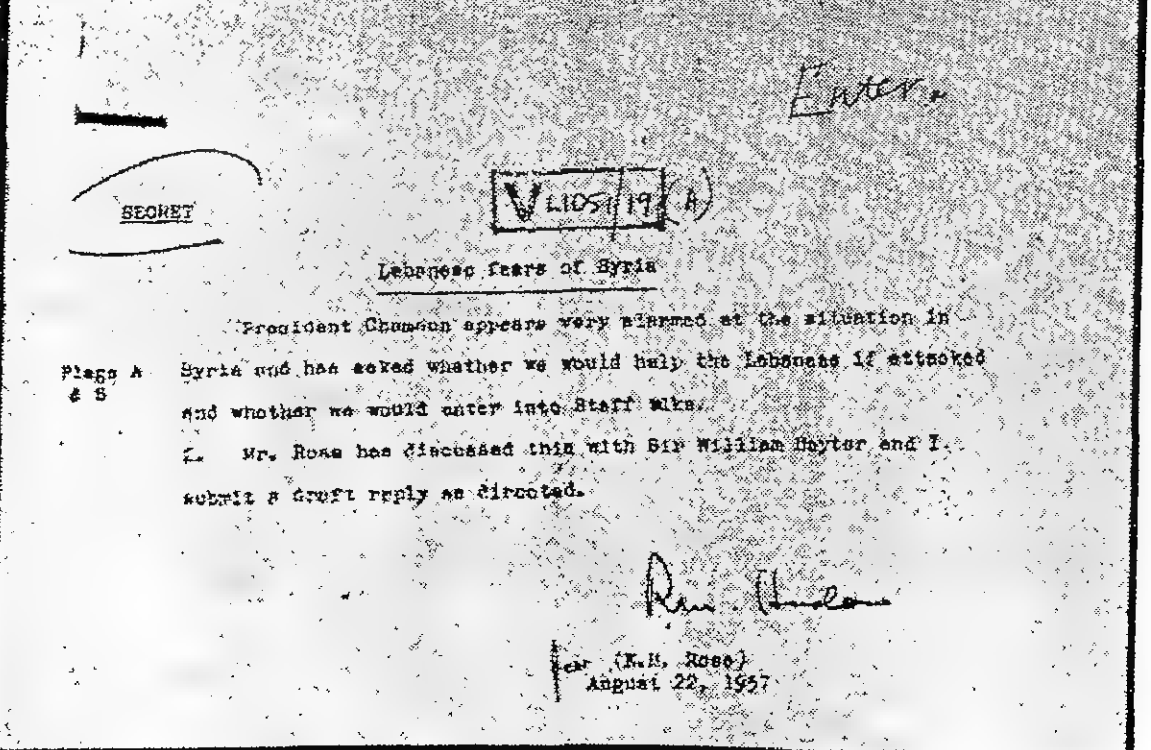 Enter.
SECRET
VL1051/19(A)
Lebanese fears of Syria
President Chamoun appears very alarmed at the situation in
Flags A Syria and has asked whether we would help the Lebanese if attacked
& B
and whether we would enter into Staff talks.
2. Mr. Rose has discussed this with Sir William Hayter and I
submit a draft reply as directed.
for (E.M. Rose)
August 22, 1957